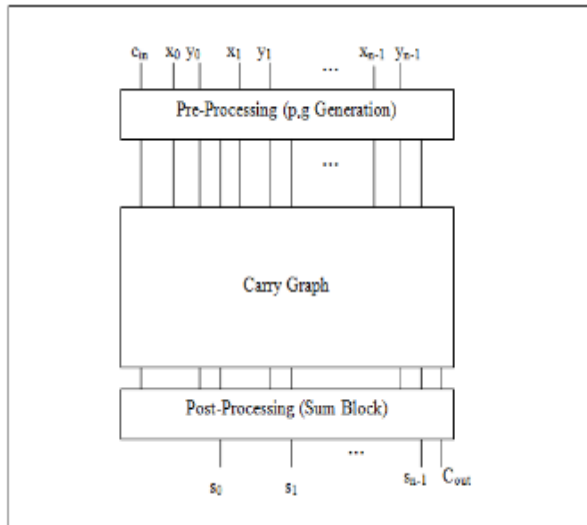 c_in x_0 y_0 x_1 y_1 ... x_n-1 y_n-1
Pre-Processing (p,g Generation)
...
Carry Graph
Post-Processing (Sum Block)
...
s_0 s_1 s_n-1 C_out